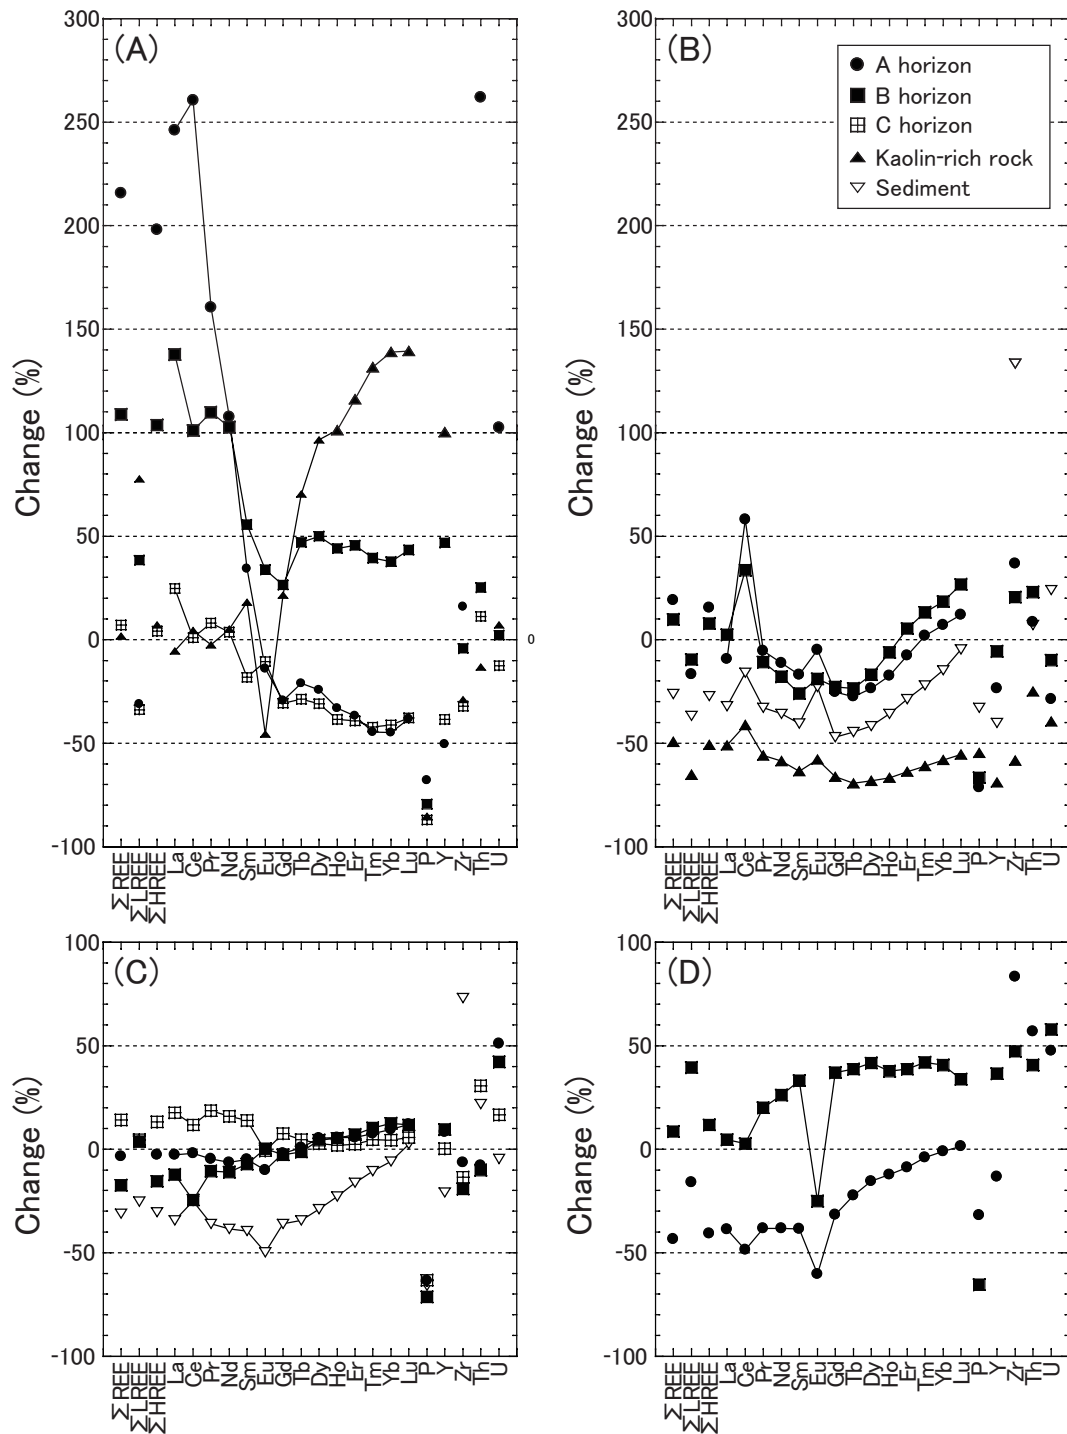 (A)
300
250
200
150
100
50
0
-50
-100
Change (%)
0
ΣREE
ΣLREE
ΣHREE
La
Ce
Pr
Nd
Sm
Eu
Gd
Tb
Dy
Ho
Er
Tm
Yb
Lu
P
Y
Zr
Th
U
(B)
A horizon
B horizon
C horizon
Kaolin-rich rock
Sediment
300
250
200
150
100
50
0
-50
-100
Change (%)
ΣREE
ΣLREE
ΣHREE
La
Ce
Pr
Nd
Sm
Eu
Gd
Tb
Dy
Ho
Er
Tm
Yb
Lu
P
Y
Zr
Th
U
(C)
100
50
0
-50
-100
Change (%)
ΣREE
ΣLREE
ΣHREE
La
Ce
Pr
Nd
Sm
Eu
Gd
Tb
Dy
Ho
Er
Tm
Yb
Lu
P
Y
Zr
Th
U
(D)
100
50
0
-50
-100
Change (%)
ΣREE
ΣLREE
ΣHREE
La
Ce
Pr
Nd
Sm
Eu
Gd
Tb
Dy
Ho
Er
Tm
Yb
Lu
P
Y
Zr
Th
U